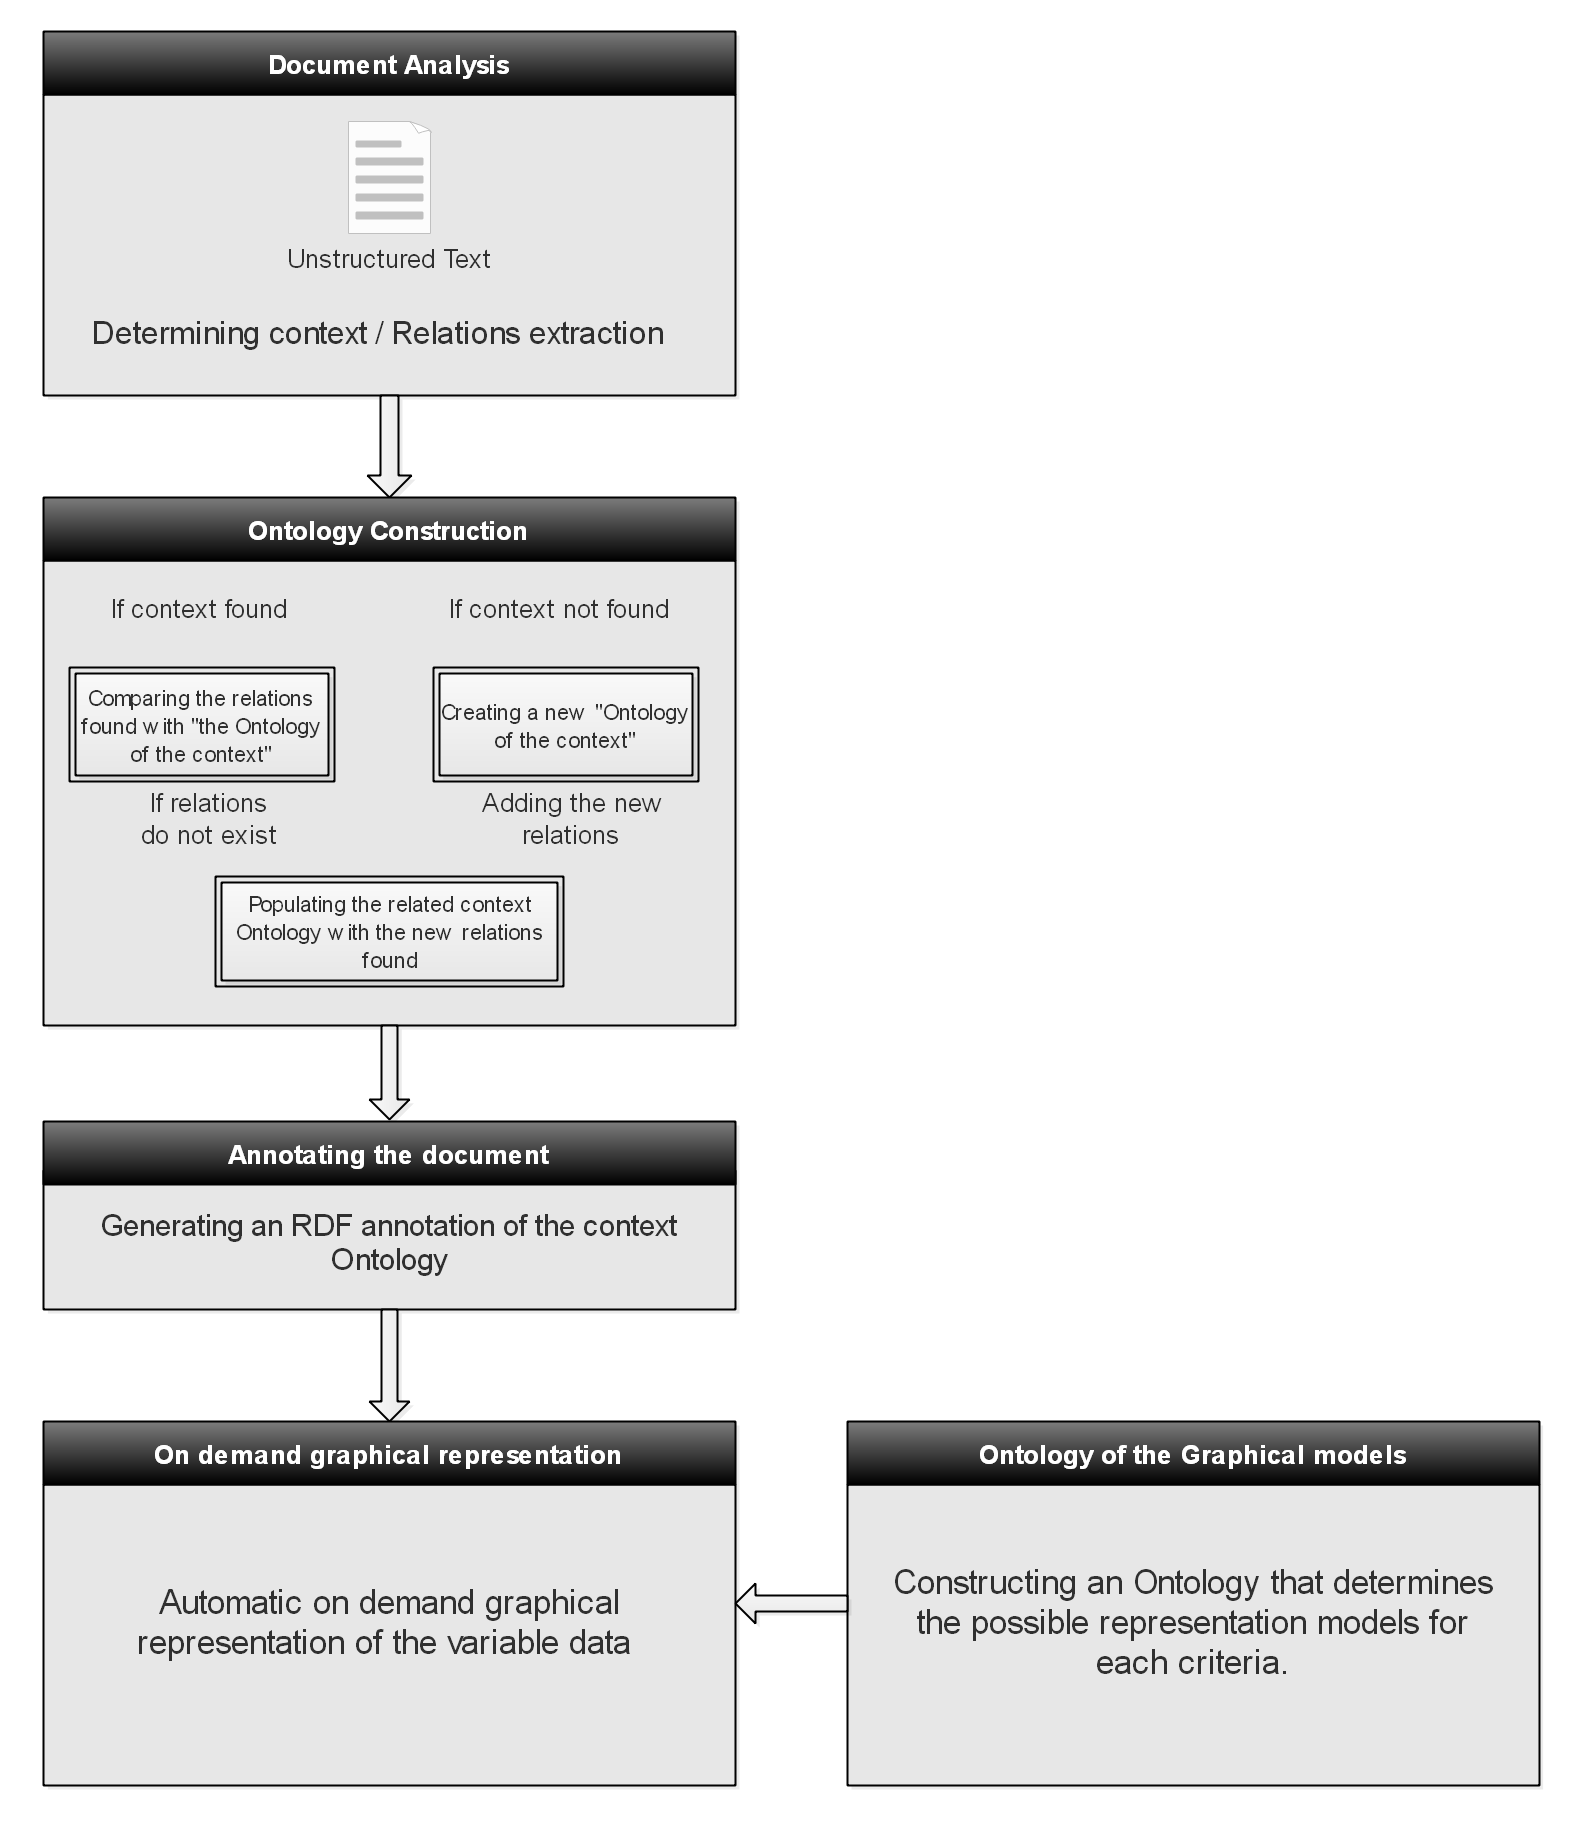 Document Analysis
Unstructured Text
Determining context / Relations extraction
Ontology Construction
If context found
If context not found
Comparing the relations
found with "the Ontology
of the context"
Creating a new "Ontology
of the context"
If relations
do not exist
Adding the new
relations
Populating the related context
Ontology with the new relations
found
Annotating the document
Generating an RDF annotation of the context
Ontology
On demand graphical representation
Automatic on demand graphical
representation of the variable data
Ontology of the Graphical models
Constructing an Ontology that determines
the possible representation models for
each criteria.